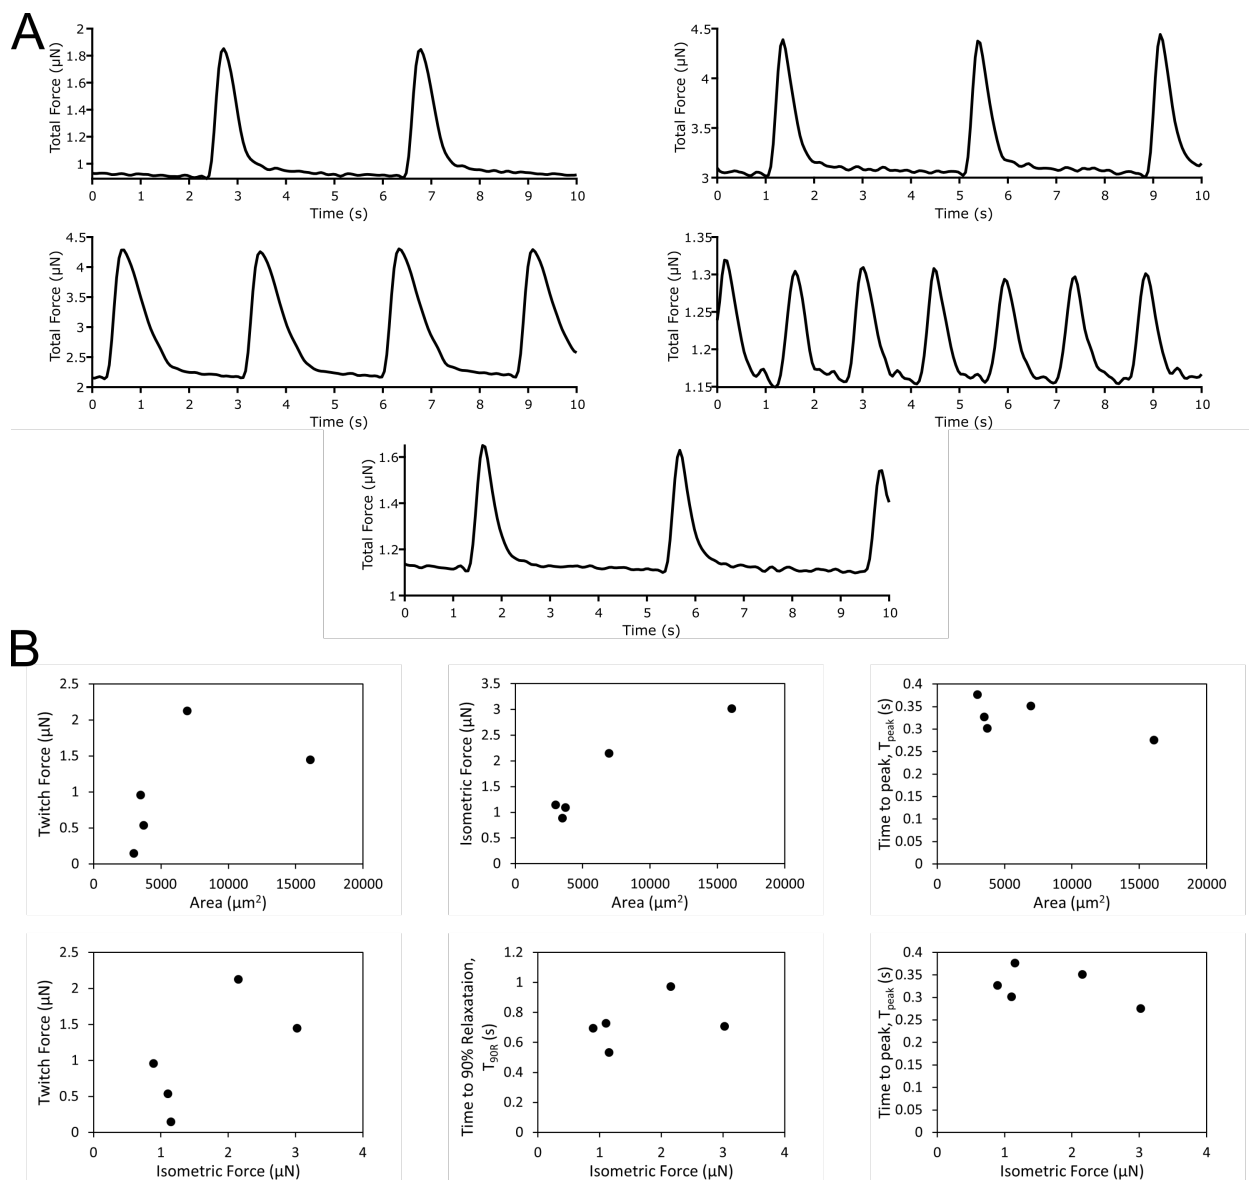 A
Total Force (µN)
2
1.8
1.6
1.4
1.2
1
0 1 2 3 4 5 6 7 8 9 10
Time (s)
Total Force (µN)
4.5
4
3.5
3
0 1 2 3 4 5 6 7 8 9 10
Time (s)
Total Force (µN)
4.5
4
3.5
3
2.5
2
0 1 2 3 4 5 6 7 8 9 10
Time (s)
Total Force (µN)
1.35
1.3
1.25
1.2
1.15
0 1 2 3 4 5 6 7 8 9 10
Time (s)
Total Force (µN)
1.6
1.4
1.2
1
0 1 2 3 4 5 6 7 8 9 10
Time (s)
B
Twitch Force (µN)
2.5
2
1.5
1
0.5
0
0 5000 10000 15000 20000
Area (µm²)
Isometric Force (µN)
3.5
3
2.5
2
1.5
1
0.5
0
0 5000 10000 15000 20000
Area (µm²)
Time to peak, Tpeak (s)
0.4
0.35
0.3
0.25
0.2
0.15
0.1
0.05
0
0 5000 10000 15000 20000
Area (µm²)
Twitch Force (µN)
2.5
2
1.5
1
0.5
0
0 1 2 3 4
Isometric Force (µN)
Time to 90% Relaxataion,
T90R (s)
1.2
1
0.8
0.6
0.4
0.2
0
0 1 2 3 4
Isometric Force (µN)
Time to peak, Tpeak (s)
0.4
0.35
0.3
0.25
0.2
0.15
0.1
0.05
0
0 1 2 3 4
Isometric Force (µN)